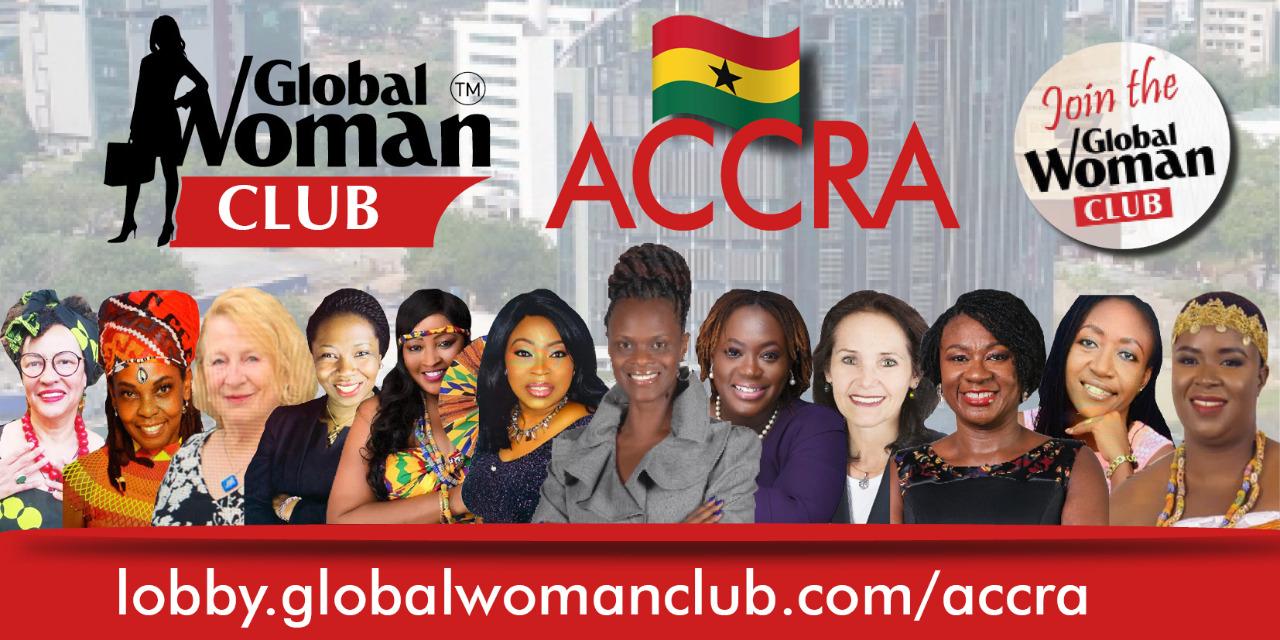 Global
Woman
TM
CLUB
ACCRA
Join the
Global
Woman
CLUB
lobby.globalwomanclub.com/accra